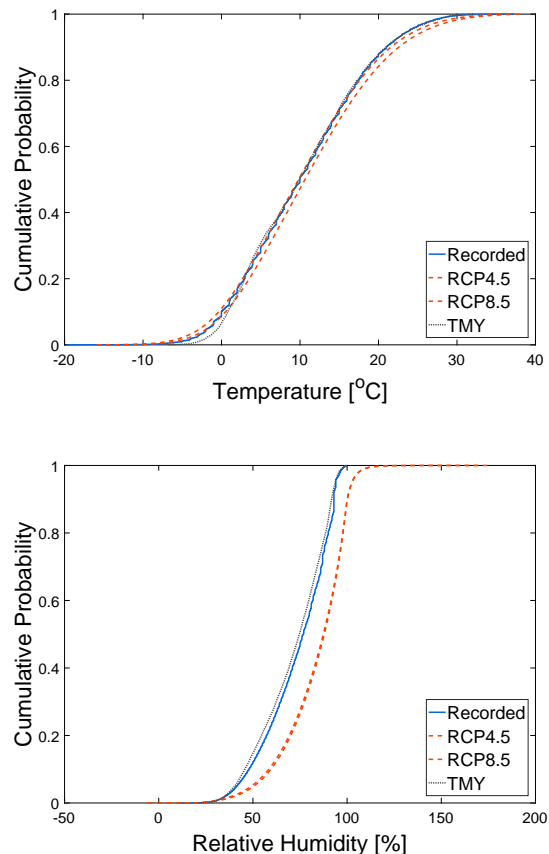 1
0.8
0.6
0.4
0.2
0
Cumulative Probability
Recorded
RCP4.5
RCP8.5
TMY
-20 -10 0 10 20 30 40
Temperature [°C]
1
0.8
0.6
0.4
0.2
0
Cumulative Probability
Recorded
RCP4.5
RCP8.5
TMY
-50 0 50 100 150 200
Relative Humidity [%]